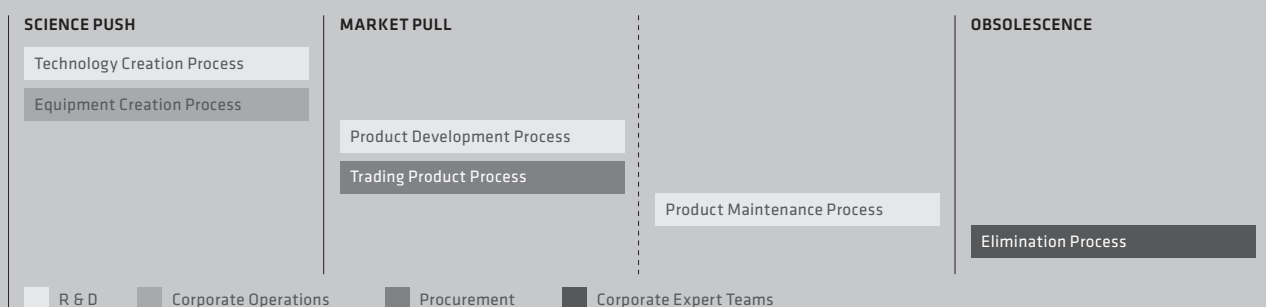 SCIENCE PUSH
Technology Creation Process
Equipment Creation Process
MARKET PULL
Product Development Process
Trading Product Process
Product Maintenance Process
OBSOLESCENCE
Elimination Process
R & D
Corporate Operations
Procurement
Corporate Expert Teams